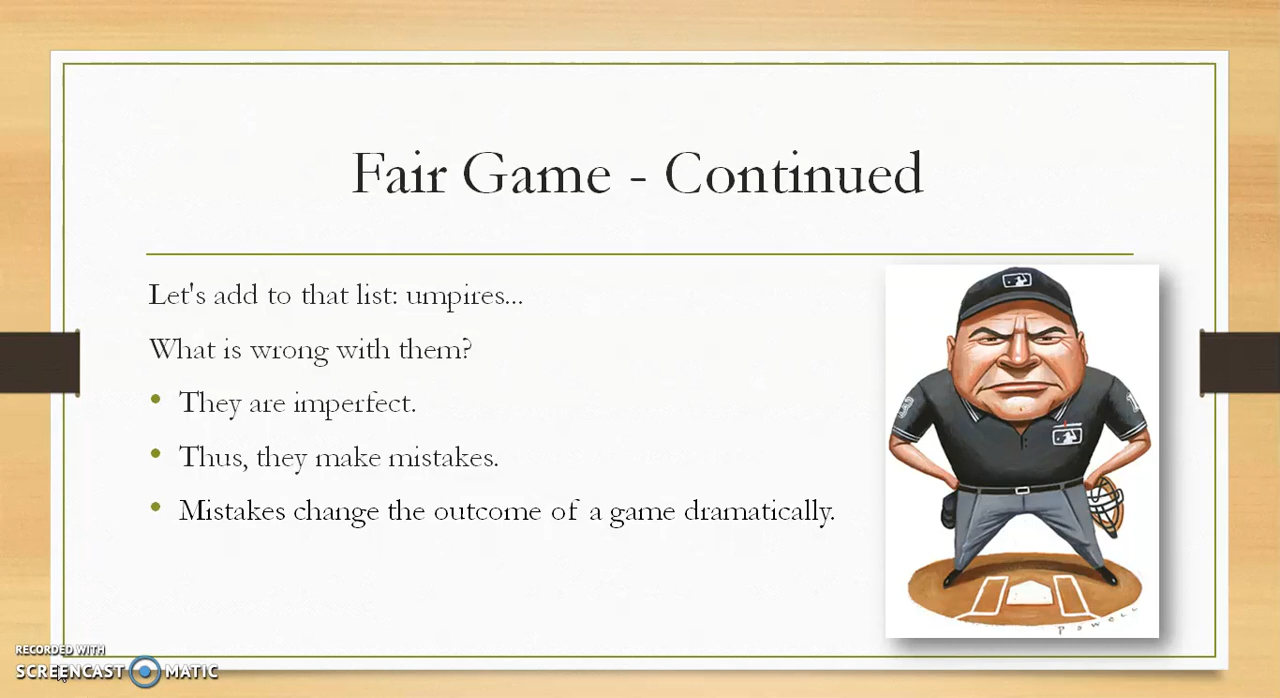 Fair Game - Continued
Let's add to that list: umpires...
What is wrong with them?
• They are imperfect.
• Thus, they make mistakes.
• Mistakes change the outcome of a game dramatically.
powell
RECORDED WITH
SCREENCAST MATIC